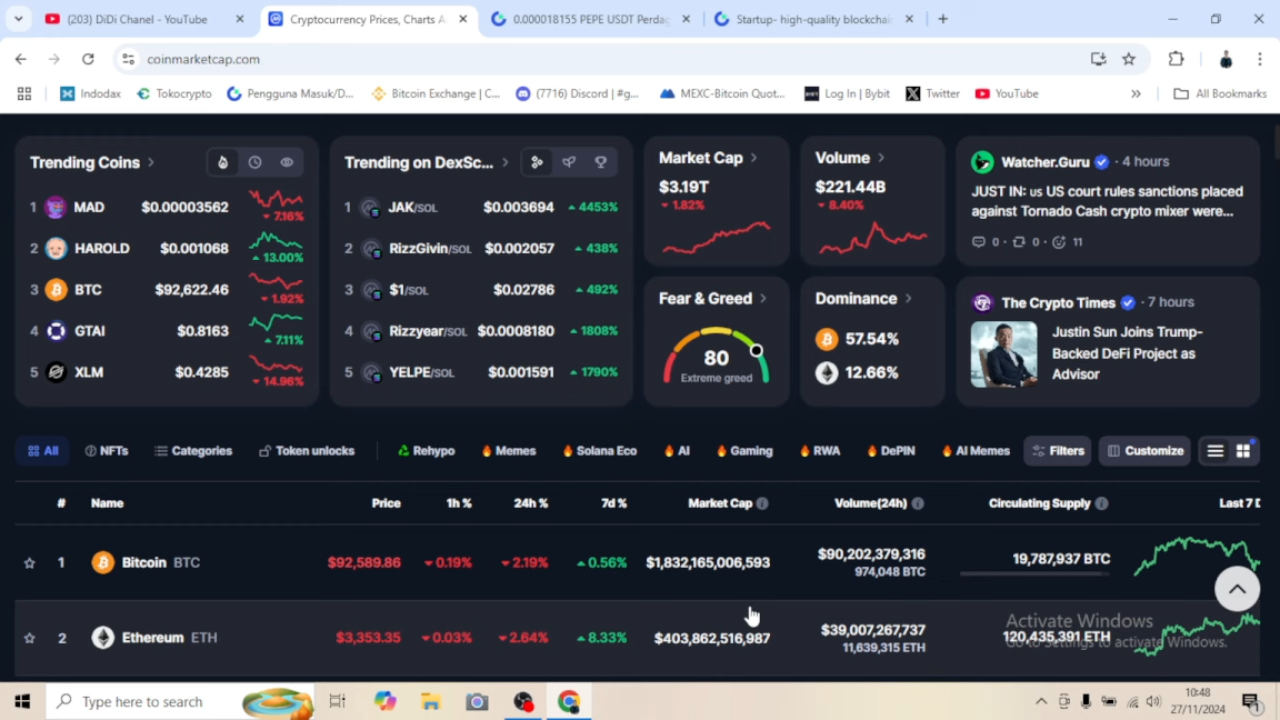 (203) DiDi Chanel - YouTube
Cryptocurrency Prices, Charts A
0.000018155 PEPE USDT Perdag
Startup- high-quality blockchai
coinmarketcap.com
Indodax
Tokocrypto
Pengguna Masuk/D...
Bitcoin Exchange | C...
(7716) Discord | #g...
MEXC-Bitcoin Quot...
Log In | Bybit
Twitter
YouTube
All Bookmarks
Trending Coins
1 MAD $0.00003562 7.16%
2 HAROLD $0.001068 13.00%
3 BTC $92,622.46 1.92%
4 GTAI $0.8163 7.11%
5 XLM $0.4285 14.96%
Trending on DexSc...
1 JAK/SOL $0.003694 4453%
2 RizzGivin/SOL $0.002057 438%
3 $1/SOL $0.02786 492%
4 Rizzyear/SOL $0.0008180 1808%
5 YELPE/SOL $0.001591 1790%
Market Cap
$3.19T
1.82%
Volume
$221.44B
8.40%
Fear & Greed
80
Extreme greed
Dominance
57.54%
12.66%
Watcher.Guru · 4 hours
JUST IN: us US court rules sanctions placed
against Tornado Cash crypto mixer were...
0 · 0 · 11
The Crypto Times · 7 hours
Justin Sun Joins Trump-
Backed DeFi Project as
Advisor
All NFTs Categories Token unlocks Rehypo Memes Solana Eco AI Gaming RWA DePIN AI Memes Filters Customize
# Name Price 1h % 24h % 7d % Market Cap Volume(24h) Circulating Supply Last 7 D
1 Bitcoin BTC $92,589.86 0.19% 2.19% 0.56% $1,832,165,006,593 $90,202,379,316 19,787,937 BTC
974,048 BTC
2 Ethereum ETH $3,353.35 0.03% 2.64% 8.33% $403,862,516,987 $39,007,267,737 120,435,391 ETH
11,639,315 ETH
Activate Windows
Go to Settings to activate Windows.
Type here to search
10:48
27/11/2024
1